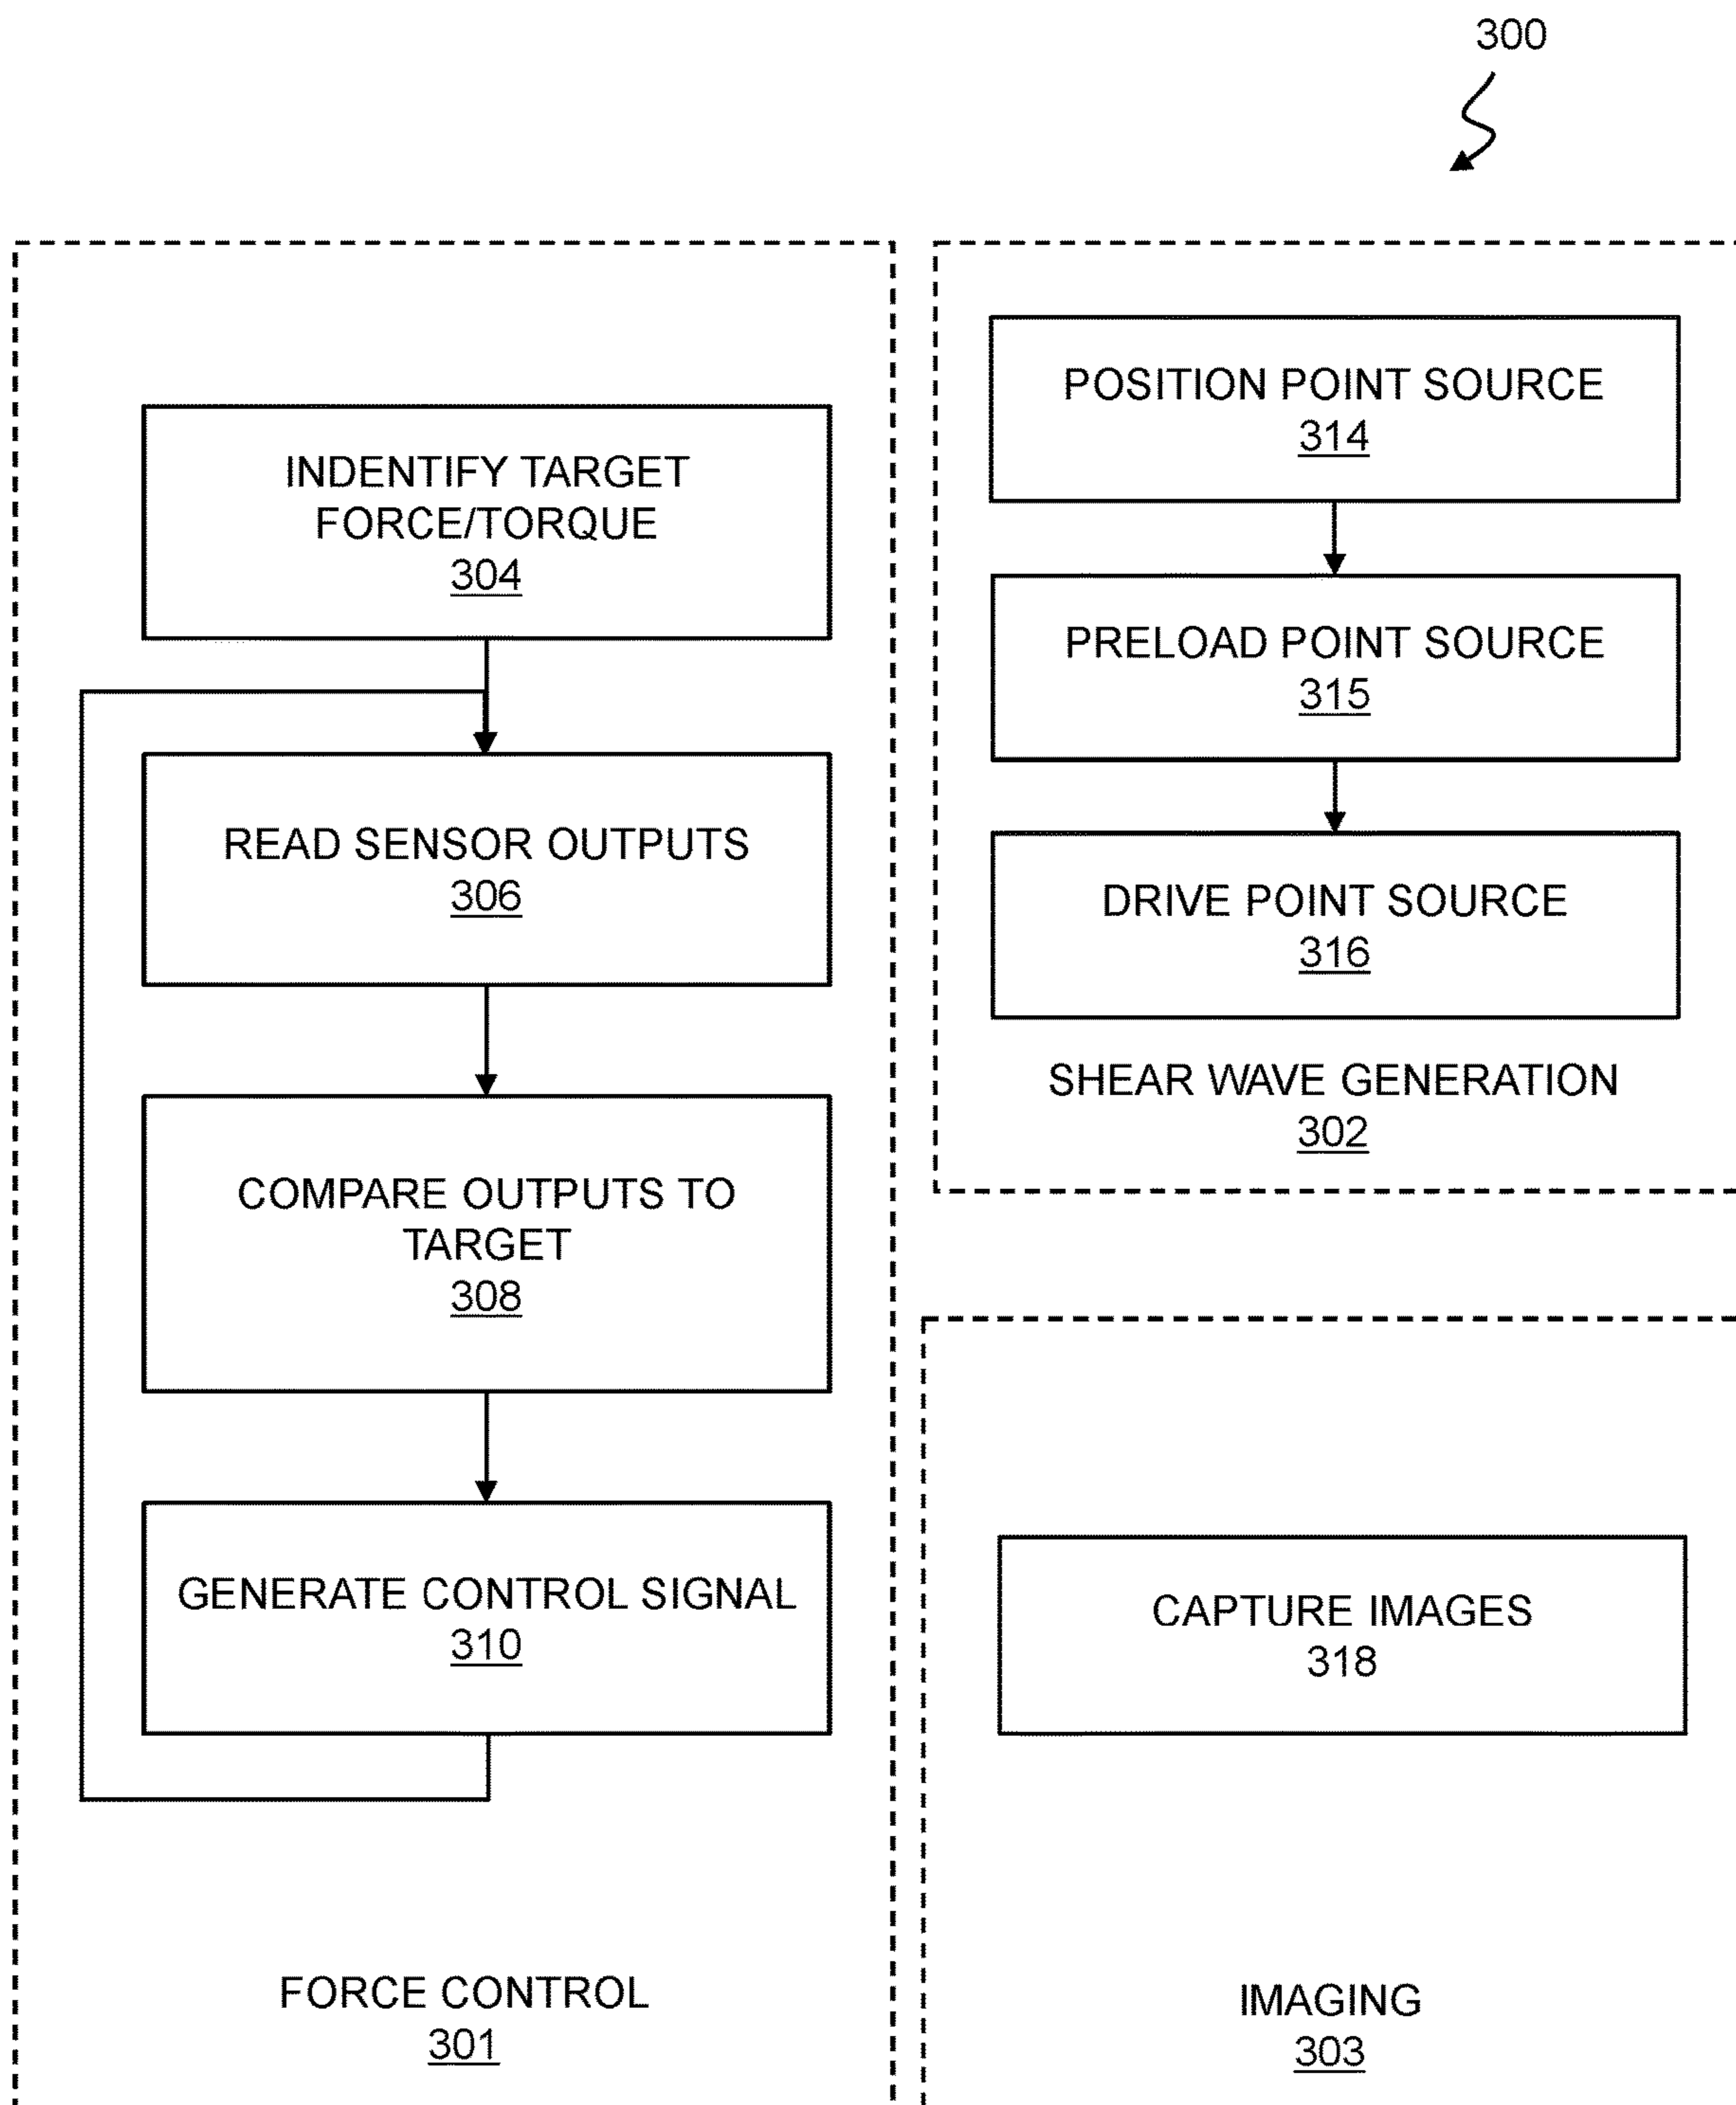 300
INDENTIFY TARGET
FORCE/TORQUE
304
READ SENSOR OUTPUTS
306
COMPARE OUTPUTS TO
TARGET
308
GENERATE CONTROL SIGNAL
310
FORCE CONTROL
301
POSITION POINT SOURCE
314
PRELOAD POINT SOURCE
315
DRIVE POINT SOURCE
316
SHEAR WAVE GENERATION
302
CAPTURE IMAGES
318
IMAGING
303